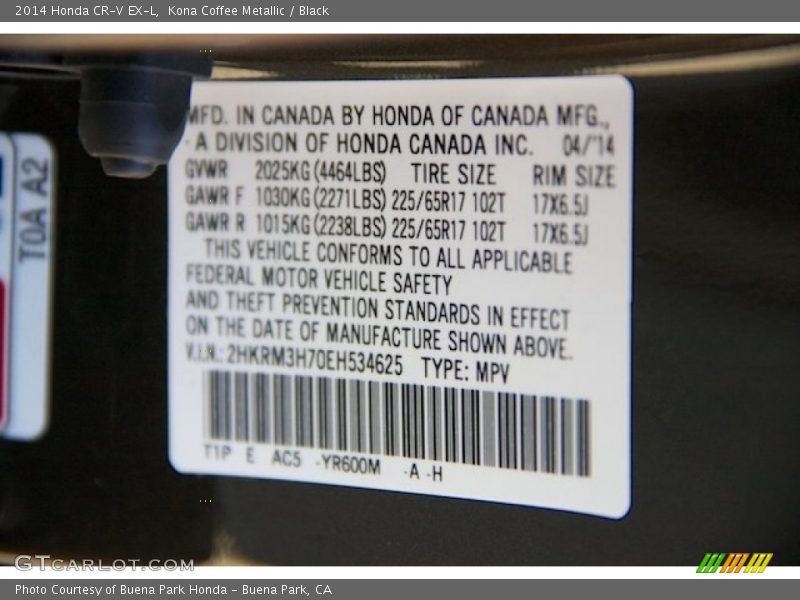 2014 Honda CR-V EX-L, Kona Coffee Metallic / Black
MFD. IN CANADA BY HONDA OF CANADA MFG.,
A DIVISION OF HONDA CANADA INC. 04/'14
GVWR 2025KG(4464LBS) TIRE SIZE RIM SIZE
GAWR F 1030KG(2271LBS) 225/65R17 102T 17X6.5J
GAWR R 1015KG(2238LBS) 225/65R17 102T 17X6.5J
THIS VEHICLE CONFORMS TO ALL APPLICABLE
FEDERAL MOTOR VEHICLE SAFETY
AND THEFT PREVENTION STANDARDS IN EFFECT
ON THE DATE OF MANUFACTURE SHOWN ABOVE.
V.I.N.: 2HKRM3H70EH534625 TYPE: MPV
T1P E AC5 -YR600M -A -H
T0A A2
GTCARLOT.COM
Photo Courtesy of Buena Park Honda - Buena Park, CA